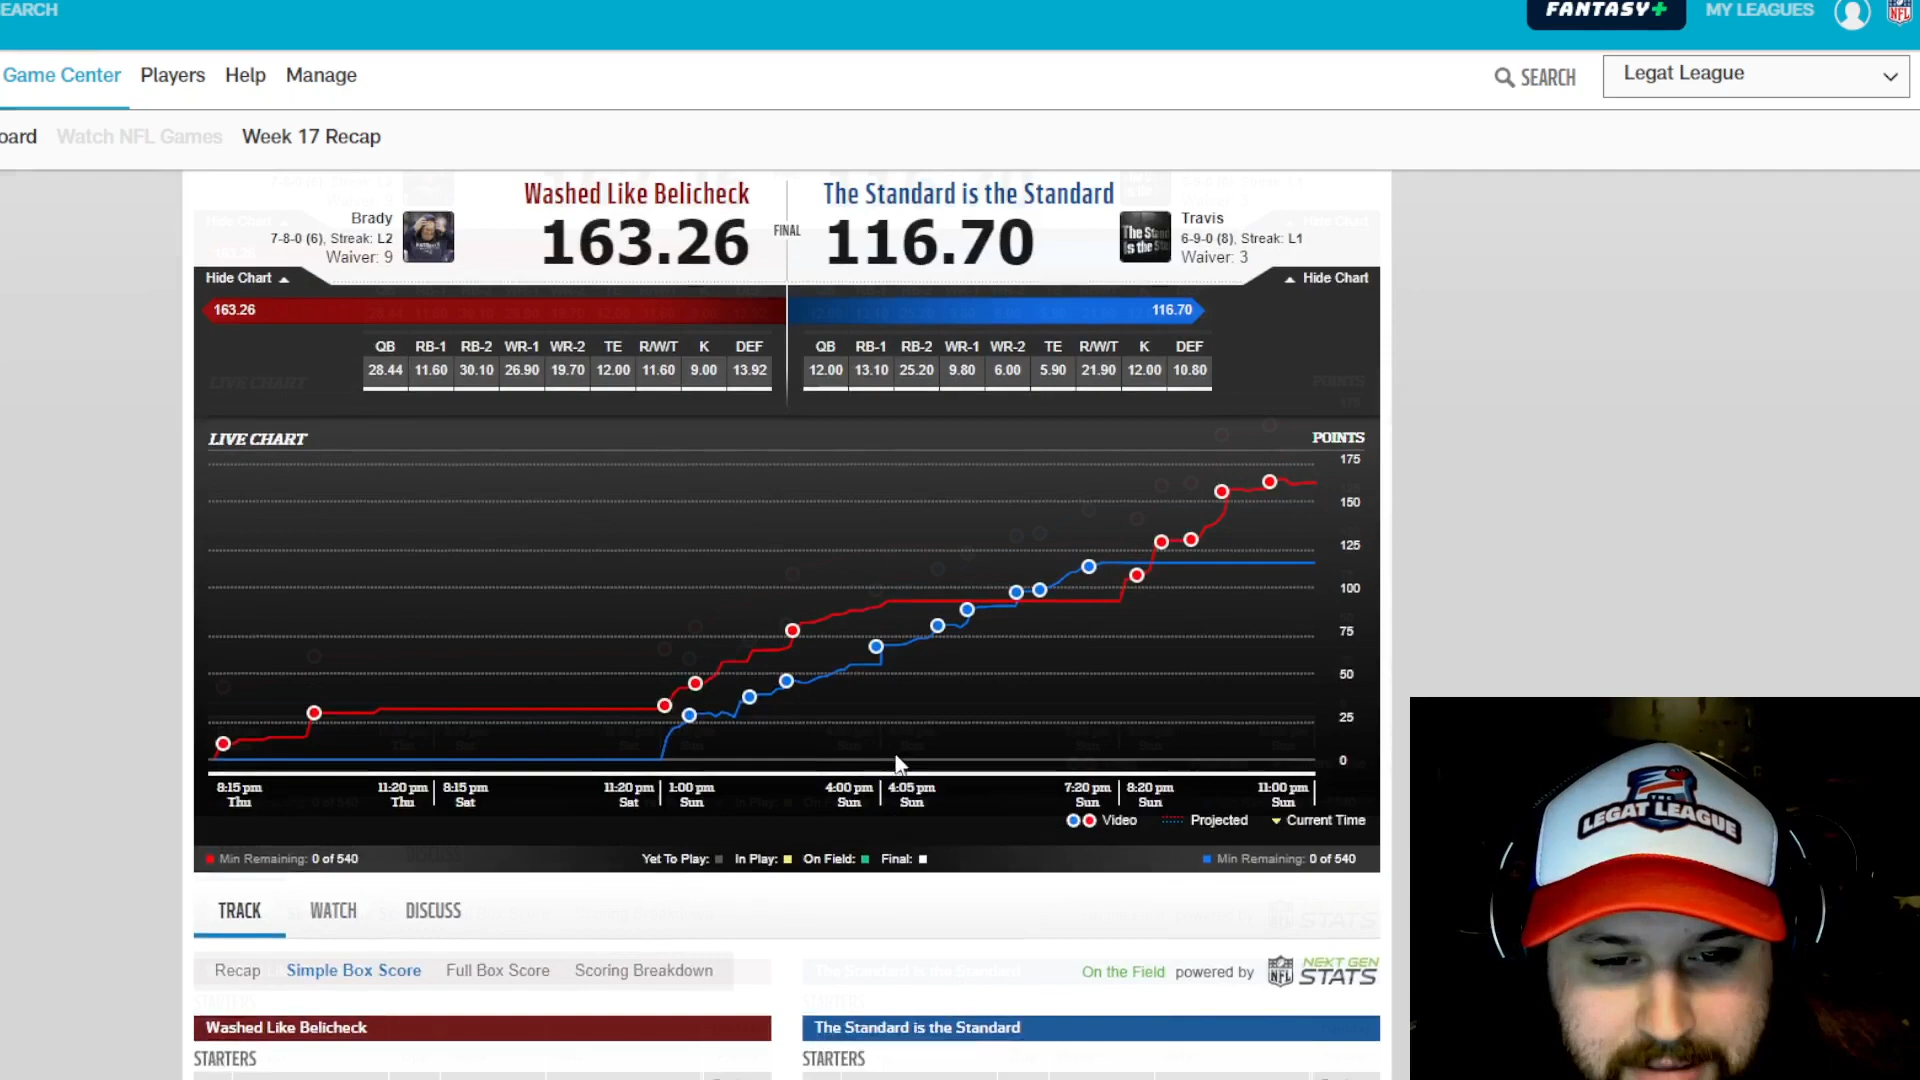 EARCH
FANTASY+
MY LEAGUES
NFL
Game Center Players Help Manage
SEARCH
Legat League
oard Watch NFL Games Week 17 Recap
Washed Like Belicheck
The Standard is the Standard
Brady
7-8-0 (6), Streak: L2
Waiver: 9
163.26
FINAL
116.70
The Stand
Is the St
Travis
6-9-0 (8), Streak: L1
Waiver: 3
Hide Chart
Hide Chart
163.26
116.70
QB RB-1 RB-2 WR-1 WR-2 TE R/W/T K DEF
28.44 11.60 30.10 26.90 19.70 12.00 11.60 9.00 13.92
QB RB-1 RB-2 WR-1 WR-2 TE R/W/T K DEF
12.00 13.10 25.20 9.80 6.00 5.90 21.90 12.00 10.80
LIVE CHART
POINTS
175
150
125
100
75
50
25
0
8:15 pm Thu
11:20 pm Thu
8:15 pm Sat
11:20 pm Sat
1:00 pm Sun
4:00 pm Sun
4:05 pm Sun
7:20 pm Sun
8:20 pm Sun
11:00 pm Sun
Video Projected Current Time
Min Remaining: 0 of 540
Yet To Play: In Play: On Field: Final:
Min Remaining: 0 of 540
TRACK WATCH DISCUSS
Recap Simple Box Score Full Box Score Scoring Breakdown
On the Field powered by
NFL
NEXT GEN
STATS
Washed Like Belicheck
The Standard is the Standard
STARTERS
STARTERS
THE
LEGAT LEAGUE